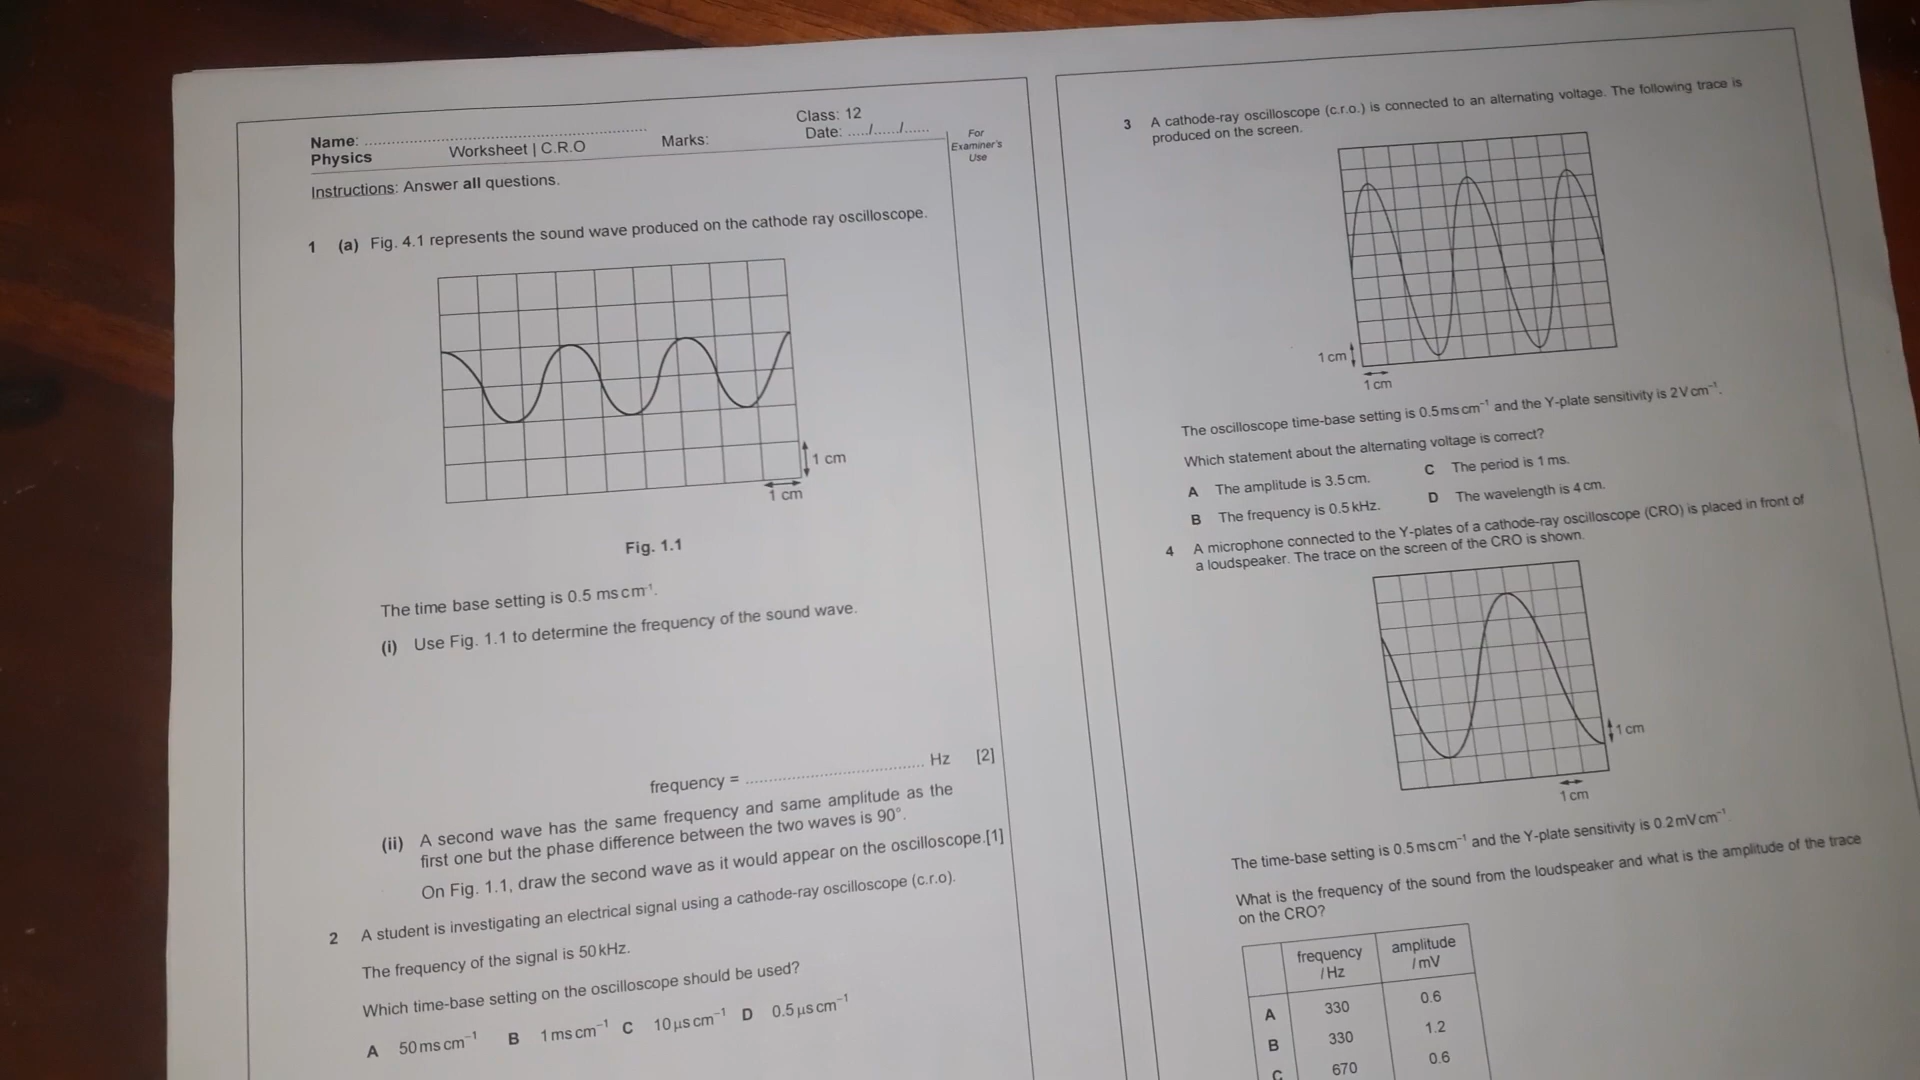 Name: ........................................................
Class: 12
Physics
Worksheet | C.R.O
Marks:
Date: ...../....../......
For
Examiner's
Use
Instructions: Answer all questions.
1 (a) Fig. 4.1 represents the sound wave produced on the cathode ray oscilloscope.
1 cm
1 cm
Fig. 1.1
The time base setting is 0.5 ms cm⁻¹.
(i) Use Fig. 1.1 to determine the frequency of the sound wave.
frequency = ........................................ Hz [2]
(ii) A second wave has the same frequency and same amplitude as the
first one but the phase difference between the two waves is 90°.
On Fig. 1.1, draw the second wave as it would appear on the oscilloscope.[1]
2 A student is investigating an electrical signal using a cathode-ray oscilloscope (c.r.o).
The frequency of the signal is 50 kHz.
Which time-base setting on the oscilloscope should be used?
A 50 ms cm⁻¹ B 1 ms cm⁻¹ C 10 µs cm⁻¹ D 0.5 µs cm⁻¹
3 A cathode-ray oscilloscope (c.r.o.) is connected to an alternating voltage. The following trace is
produced on the screen.
1 cm
1 cm
The oscilloscope time-base setting is 0.5 ms cm⁻¹ and the Y-plate sensitivity is 2 V cm⁻¹.
Which statement about the alternating voltage is correct?
A The amplitude is 3.5 cm. C The period is 1 ms.
B The frequency is 0.5 kHz. D The wavelength is 4 cm.
4 A microphone connected to the Y-plates of a cathode-ray oscilloscope (CRO) is placed in front of
a loudspeaker. The trace on the screen of the CRO is shown.
1 cm
1 cm
The time-base setting is 0.5 ms cm⁻¹ and the Y-plate sensitivity is 0.2 mV cm⁻¹.
What is the frequency of the sound from the loudspeaker and what is the amplitude of the trace
on the CRO?
frequency / Hz amplitude / mV
A 330 0.6
B 330 1.2
C 670 0.6